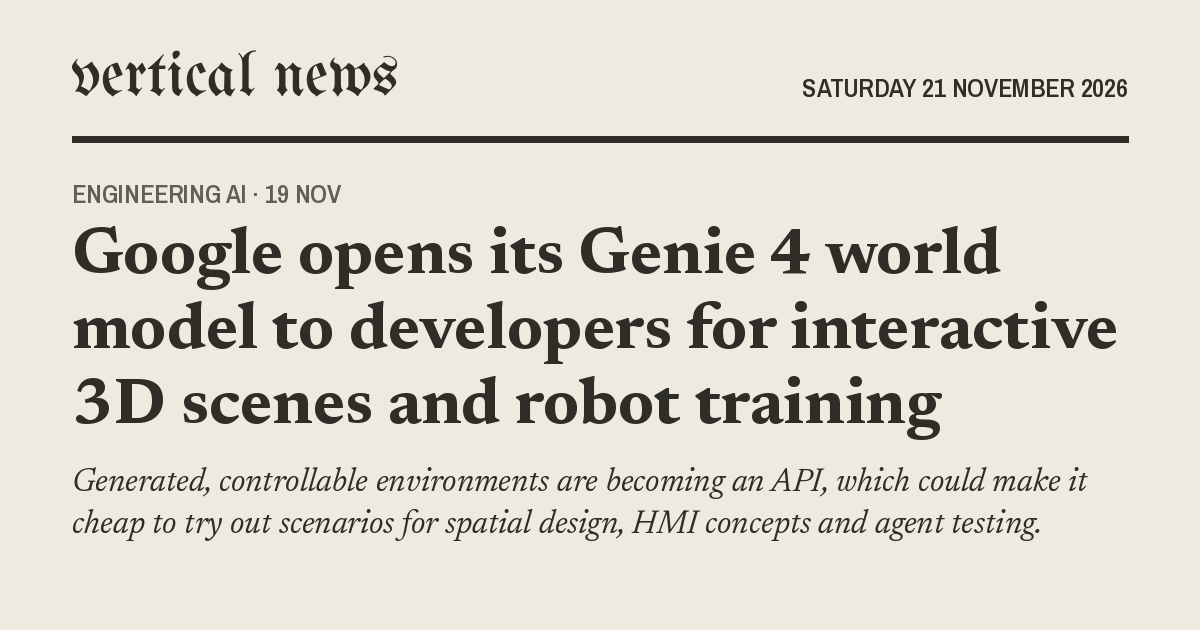 vertical news
SATURDAY 21 NOVEMBER 2026
ENGINEERING AI · 19 NOV
Google opens its Genie 4 world
model to developers for interactive
3D scenes and robot training
Generated, controllable environments are becoming an API, which could make it
cheap to try out scenarios for spatial design, HMI concepts and agent testing.